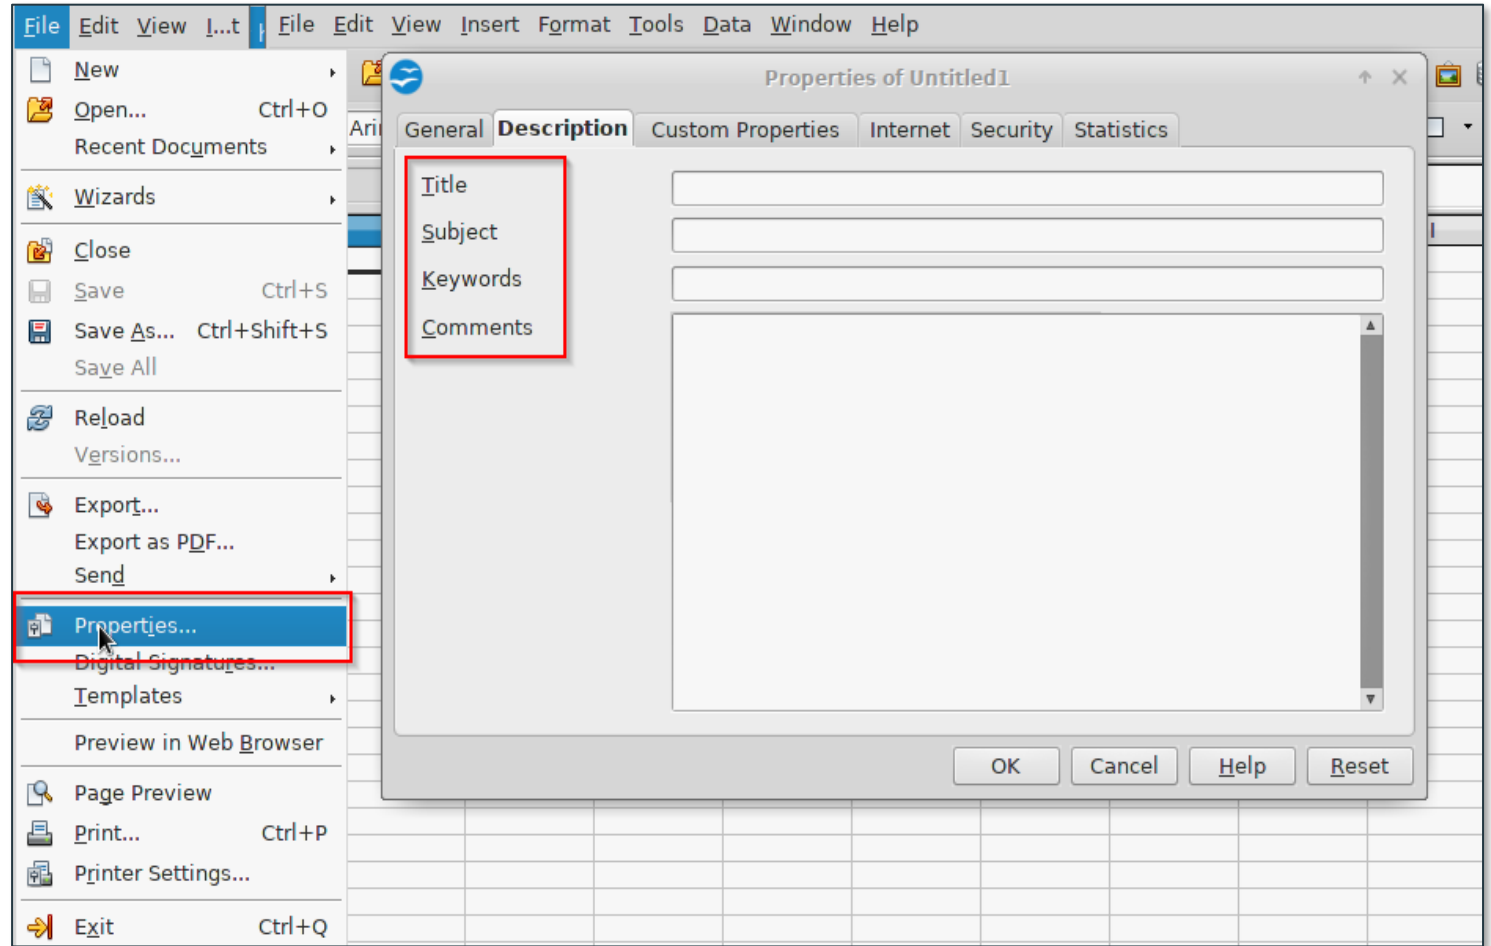 File Edit View I...t File Edit View Insert Format Tools Data Window Help
New
Open... Ctrl+O
Recent Documents
Wizards
Close
Save Ctrl+S
Save As... Ctrl+Shift+S
Save All
Reload
Versions...
Export...
Export as PDF...
Send
Properties...
Digital Signatures...
Templates
Preview in Web Browser
Page Preview
Print... Ctrl+P
Printer Settings...
Exit Ctrl+Q
Properties of Untitled1
General Description Custom Properties Internet Security Statistics
Title
Subject
Keywords
Comments
OK Cancel Help Reset
I